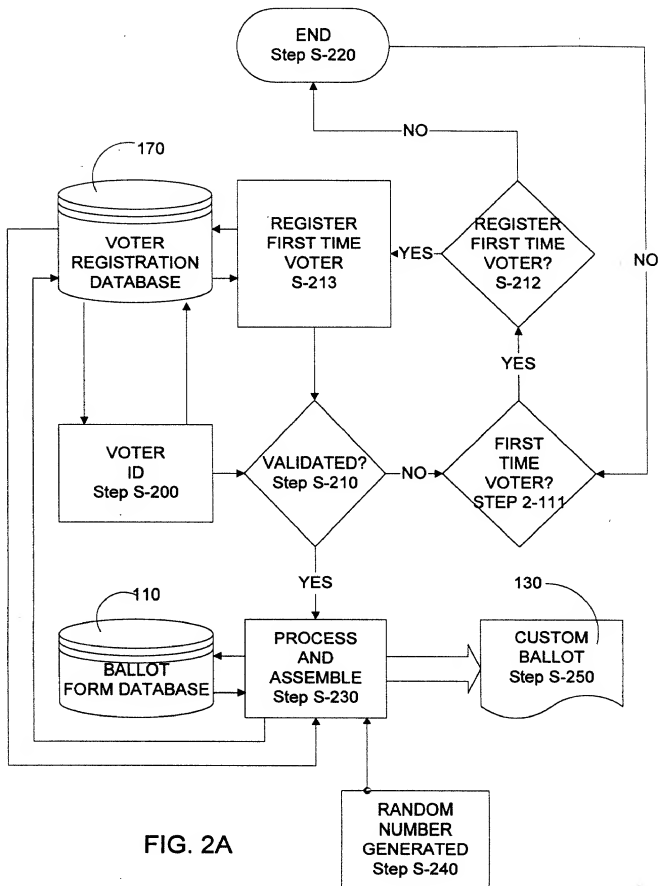 END
Step S-220
NO
170
VOTER
REGISTRATION
DATABASE
REGISTER
FIRST TIME
VOTER
S-213
YES
REGISTER
FIRST TIME
VOTER?
S-212
NO
YES
VOTER
ID
Step S-200
VALIDATED?
Step S-210
NO
FIRST
TIME
VOTER?
STEP 2-111
YES
110
BALLOT
FORM DATABASE
PROCESS
AND
ASSEMBLE
Step S-230
130
CUSTOM
BALLOT
Step S-250
FIG. 2A
RANDOM
NUMBER
GENERATED
Step S-240